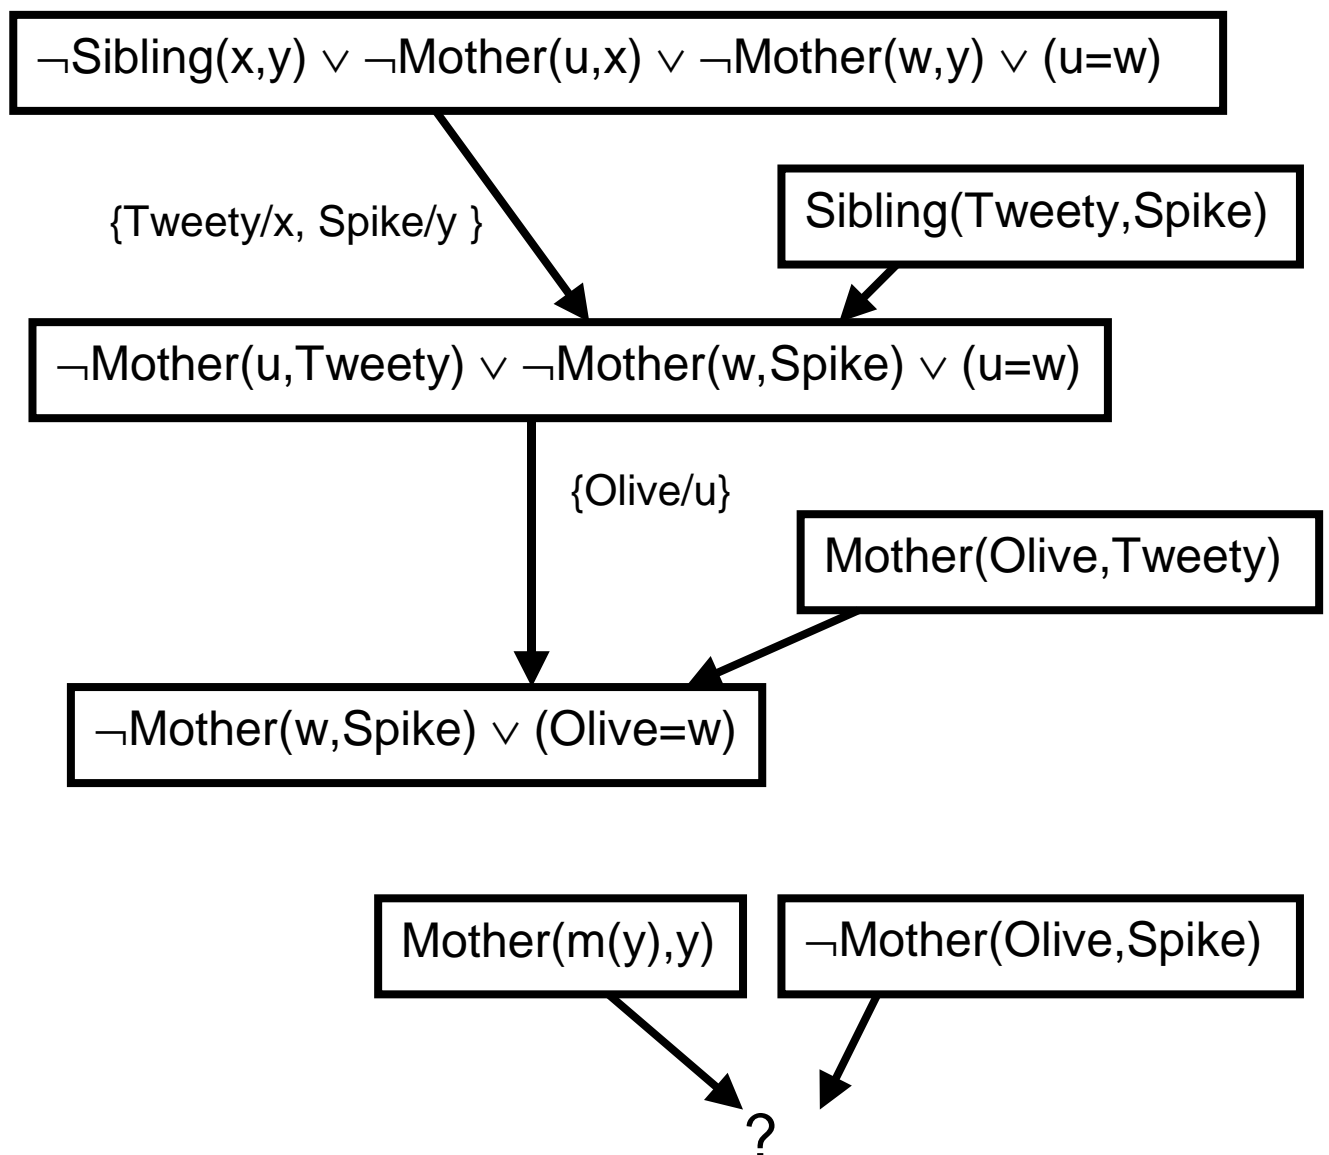 ¬Sibling(x,y) ∨ ¬Mother(u,x) ∨ ¬Mother(w,y) ∨ (u=w)
{Tweety/x, Spike/y }
Sibling(Tweety,Spike)
¬Mother(u,Tweety) ∨ ¬Mother(w,Spike) ∨ (u=w)
{Olive/u}
Mother(Olive,Tweety)
¬Mother(w,Spike) ∨ (Olive=w)
Mother(m(y),y)
¬Mother(Olive,Spike)
?